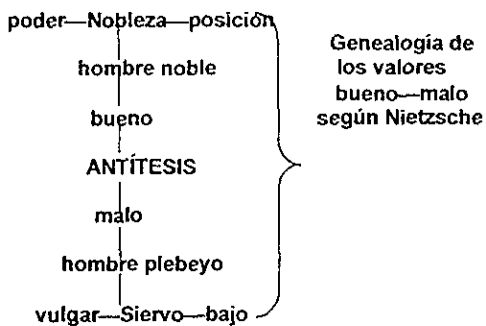 poder—Nobleza—posición
hombre noble
bueno
ANTÍTESIS
malo
hombre plebeyo
vulgar—Siervo—bajo
Genealogía de
los valores
bueno—malo
según Nietzsche